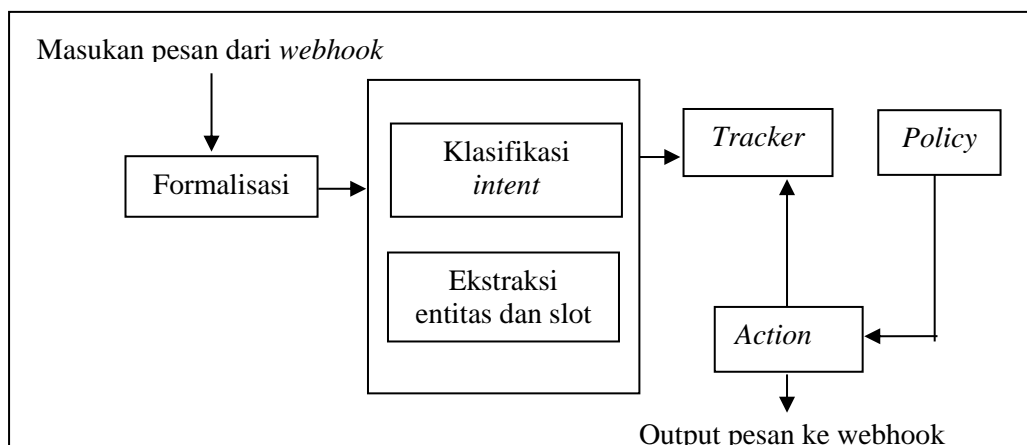 Masukan pesan dari webhook
Formalisasi
Klasifikasi
intent
Ekstraksi
entitas dan slot
Tracker
Policy
Action
Output pesan ke webhook